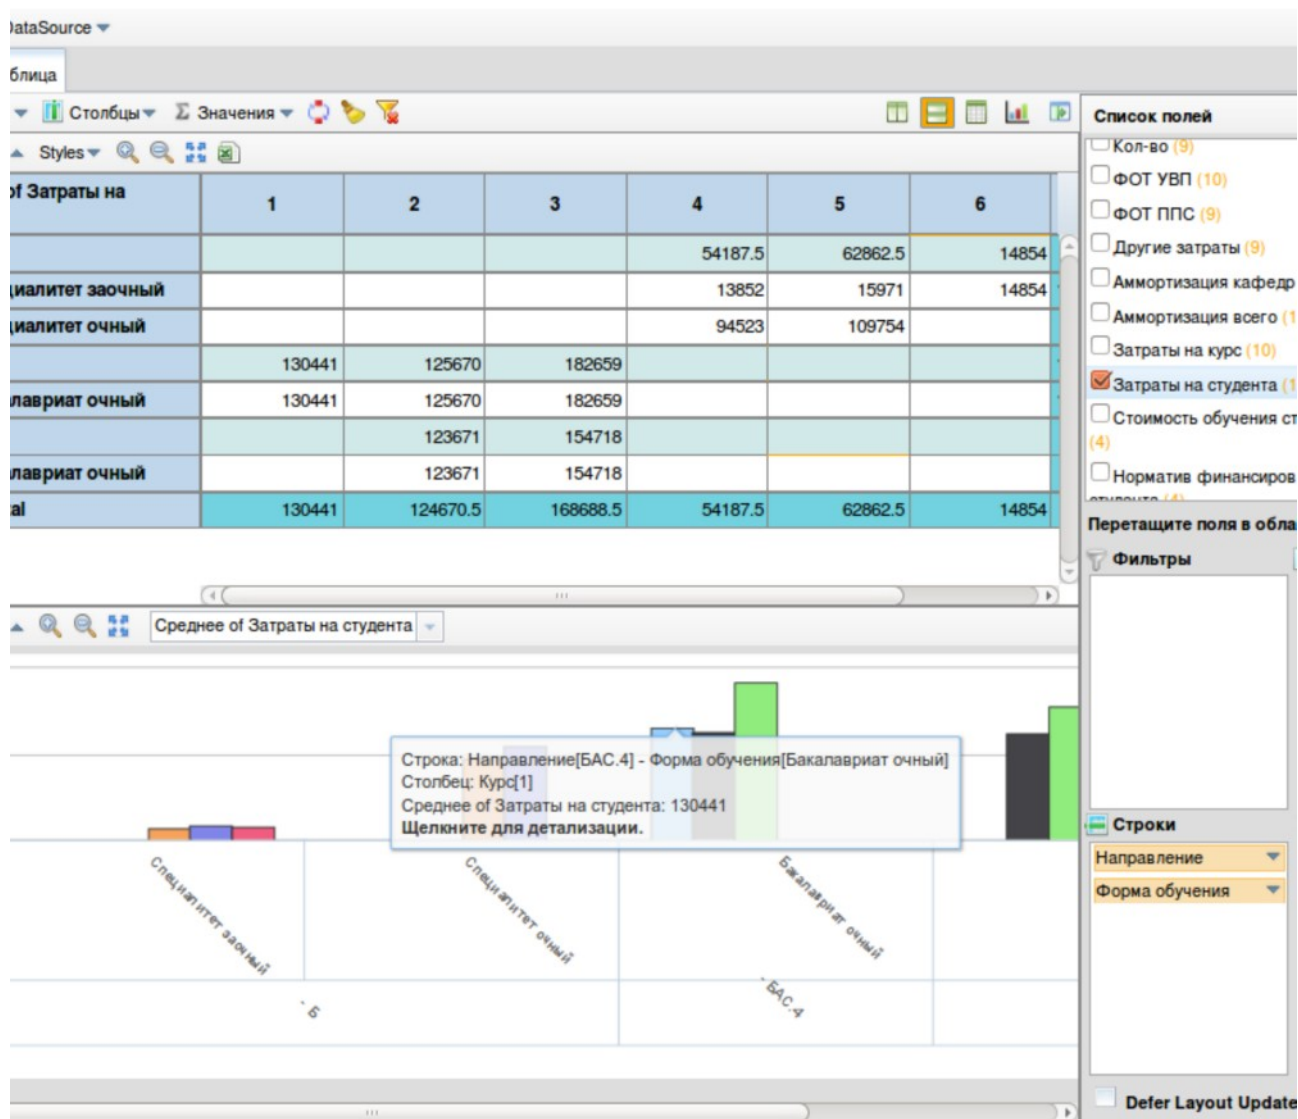 DataSource
блица
Столбцы Σ Значения
Styles
of Затраты на 1 2 3 4 5 6
54187.5 62862.5 14854
циалитет заочный 13852 15971 14854
циалитет очный 94523 109754
130441 125670 182659
лавриат очный 130441 125670 182659
123671 154718
лавриат очный 123671 154718
al 130441 124670.5 168688.5 54187.5 62862.5 14854
Среднее of Затраты на студента
Строка: Направление[БАС.4] - Форма обучения[Бакалавриат очный]
Столбец: Курс[1]
Среднее of Затраты на студента: 130441
Щелкните для детализации.
Специалитет заочный
Специалитет очный
Бакалавриат очный
- Б
- БАС.4
Список полей
Кол-во (9)
ФОТ УВП (10)
ФОТ ППС (9)
Другие затраты (9)
Аммортизация кафедр
Аммортизация всего (1
Затраты на курс (10)
Затраты на студента (1
Стоимость обучения ст
(4)
Норматив финансиров
студента (4)
Перетащите поля в обла
Фильтры
Строки
Направление
Форма обучения
Defer Layout Update